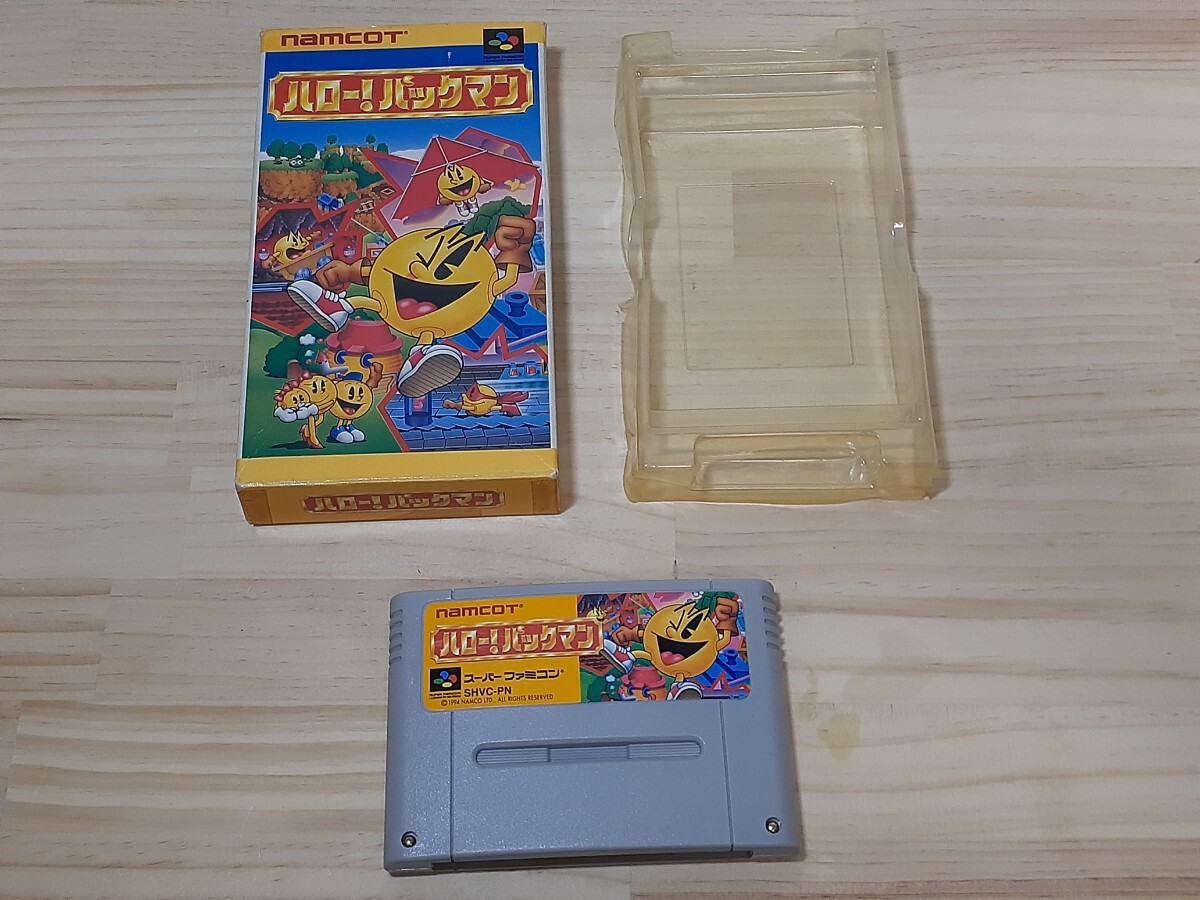 namcot
ハロー!パックマン
ハロー!パックマン
namcot
ハロー!パックマン
スーパーファミコン
SHVC-PN
© 1994 NAMCO LTD., ALL RIGHTS RESERVED